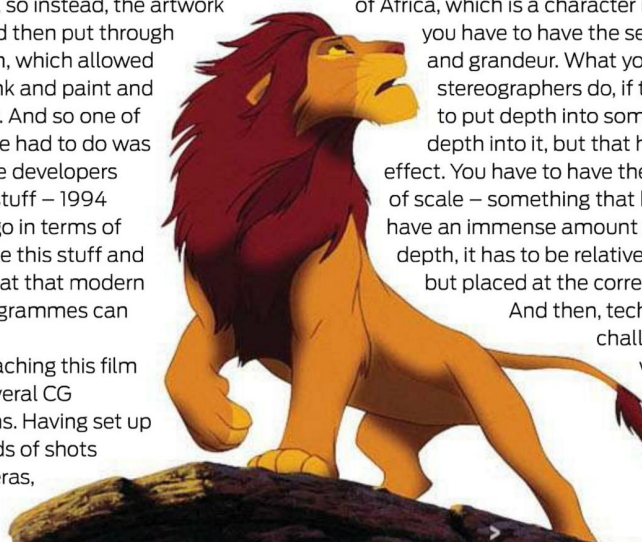 so instead, the artwork
d then put through
n, which allowed
nk and paint and
. And so one of
e had to do was
e developers
tuff – 1994
go in terms of
e this stuff and
at that modern
grammes can
aching this film
veral CG
ns. Having set up
ds of shots
ras,
of Africa, which is a character
you have to have the se
and grandeur. What yo
stereographers do, if t
to put depth into som
depth into it, but that h
effect. You have to have the
of scale – something that
have an immense amount
depth, it has to be relative
but placed at the corre
And then, tech
chall